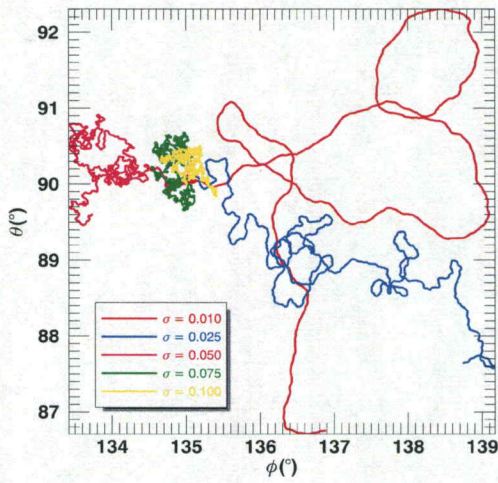 92
91
90
89
88
87
θ(°)
σ = 0.010
σ = 0.025
σ = 0.050
σ = 0.075
σ = 0.100
134 135 136 137 138 139
ϕ(°)